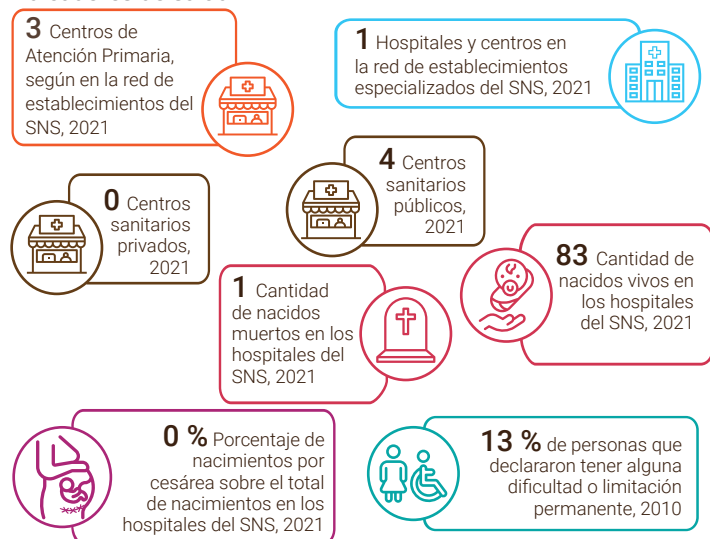 3 Centros de
Atención Primaria,
según en la red de
establecimientos del
SNS, 2021
1 Hospitales y centros en
la red de establecimientos
especializados del SNS, 2021
0 Centros
sanitarios
privados,
2021
4 Centros
sanitarios
públicos,
2021
1 Cantidad
de nacidos
muertos en los
hospitales del
SNS, 2021
83 Cantidad de
nacidos vivos en
los hospitales
del SNS, 2021
0 % Porcentaje de
nacimientos por
cesárea sobre el total
de nacimientos en los
hospitales del SNS, 2021
13 % de personas que
declararon tener alguna
dificultad o limitación
permanente, 2010